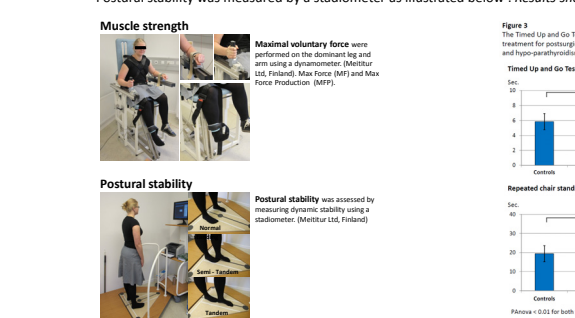 Postural stability was measured by a stadiometer as illustrated below . Results
Muscle strength
Maximal voluntary force were
performed on the dominant leg and
arm using a dynamometer. (Meititur
Ltd, Finland). Max Force (MF) and Max
Force Production (MFP).
Postural stability
Postural stability was assessed by
measuring dynamic stability using a
stadiometer. (Meititur Ltd, Finland)
Normal
Semi - Tandem
Tandem
Figure 3
The Timed Up and Go
treatment for postsurgi
and hypo-parathyroidis
Timed Up and Go Tes
Sec.
10
8
6
4
2
0
Controls
Repeated chair stand
Sec.
40
30
20
10
0
Controls
PAnova < 0.01 for both